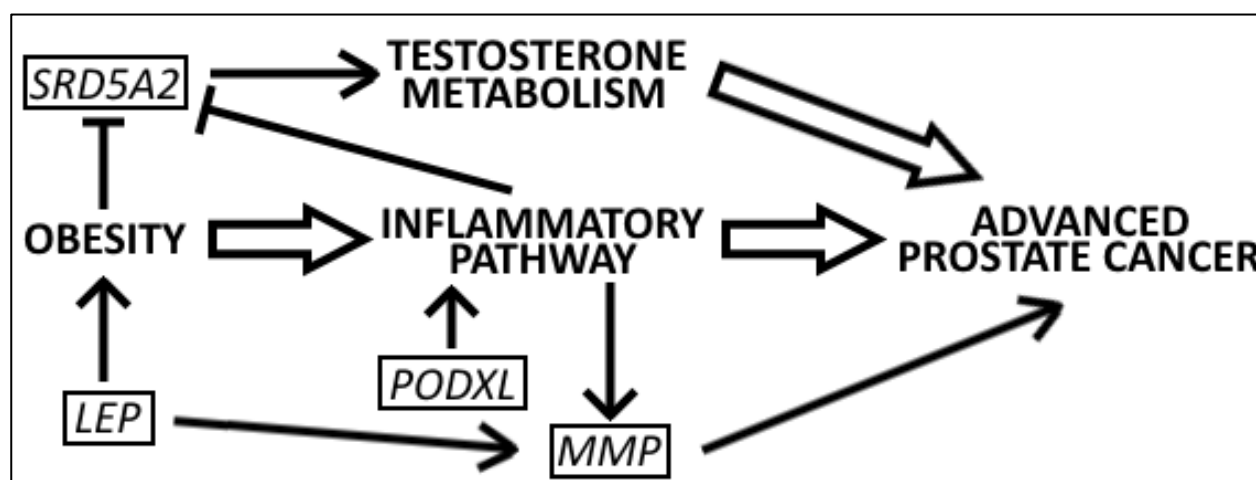 SRD5A2
TESTOSTERONE
METABOLISM
OBESITY
INFLAMMATORY
PATHWAY
ADVANCED
PROSTATE CANCER
PODXL
LEP
MMP